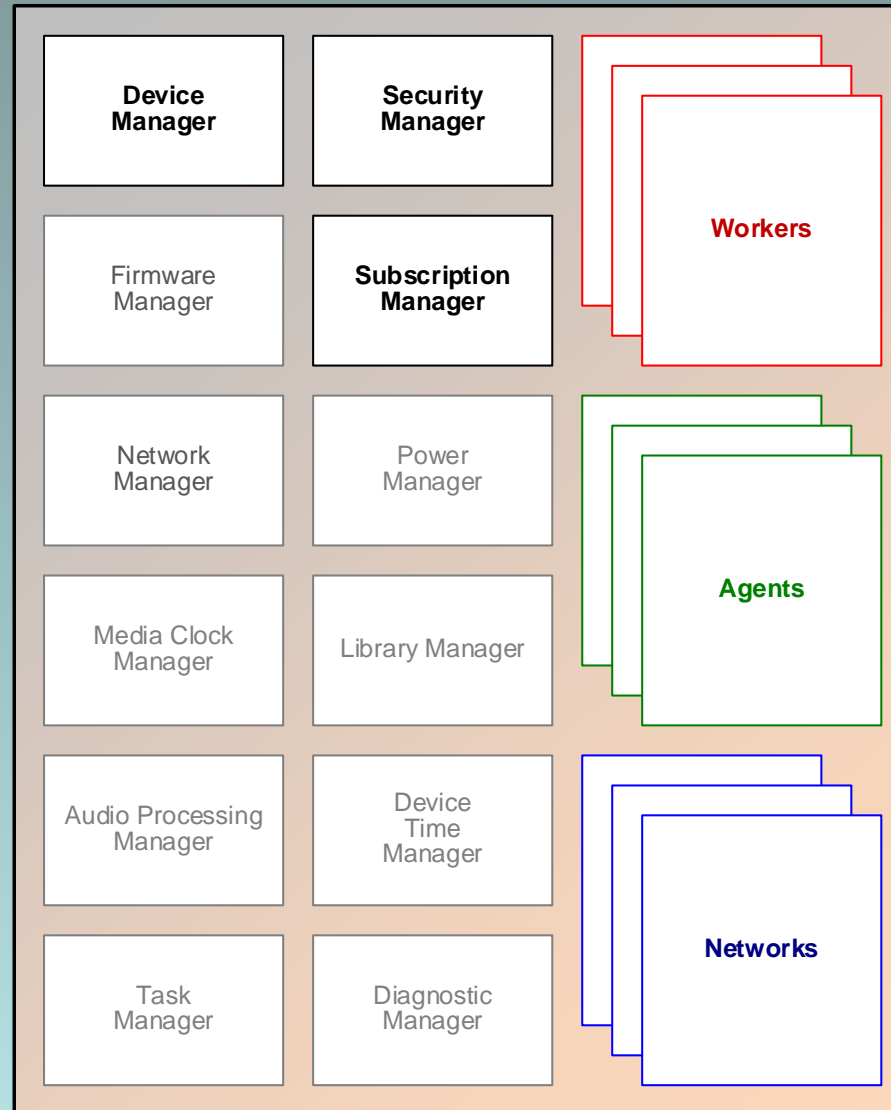 Device
Manager
Security
Manager
Workers
Firmware
Manager
Subscription
Manager
Network
Manager
Power
Manager
Agents
Media Clock
Manager
Library Manager
Audio Processing
Manager
Device
Time
Manager
Networks
Task
Manager
Diagnostic
Manager